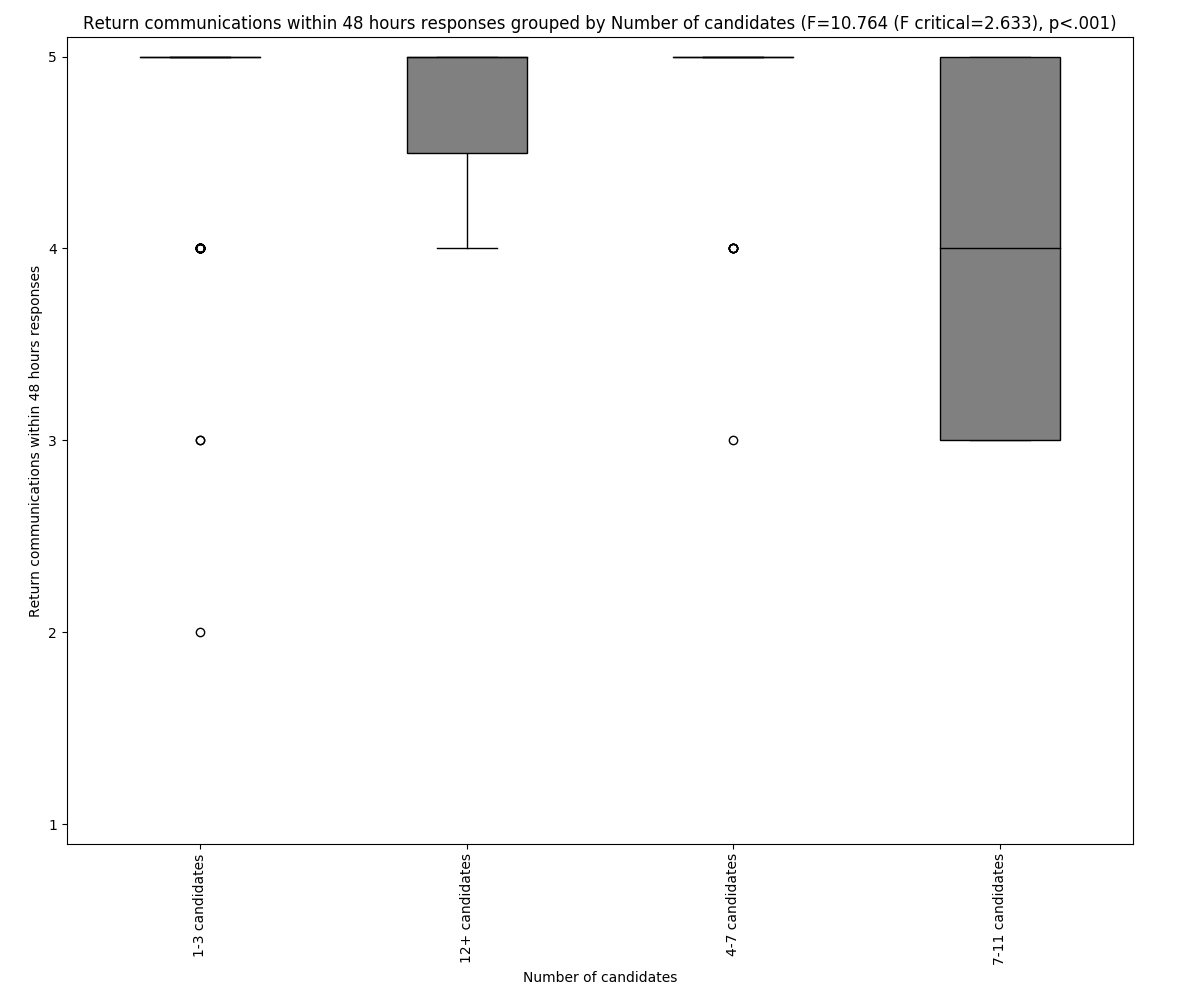 Return communications within 48 hours responses grouped by Number of candidates (F=10.764 (F critical=2.633), p<.001)
Return communications within 48 hours responses
5
4
3
2
1
1-3 candidates
12+ candidates
4-7 candidates
7-11 candidates
Number of candidates